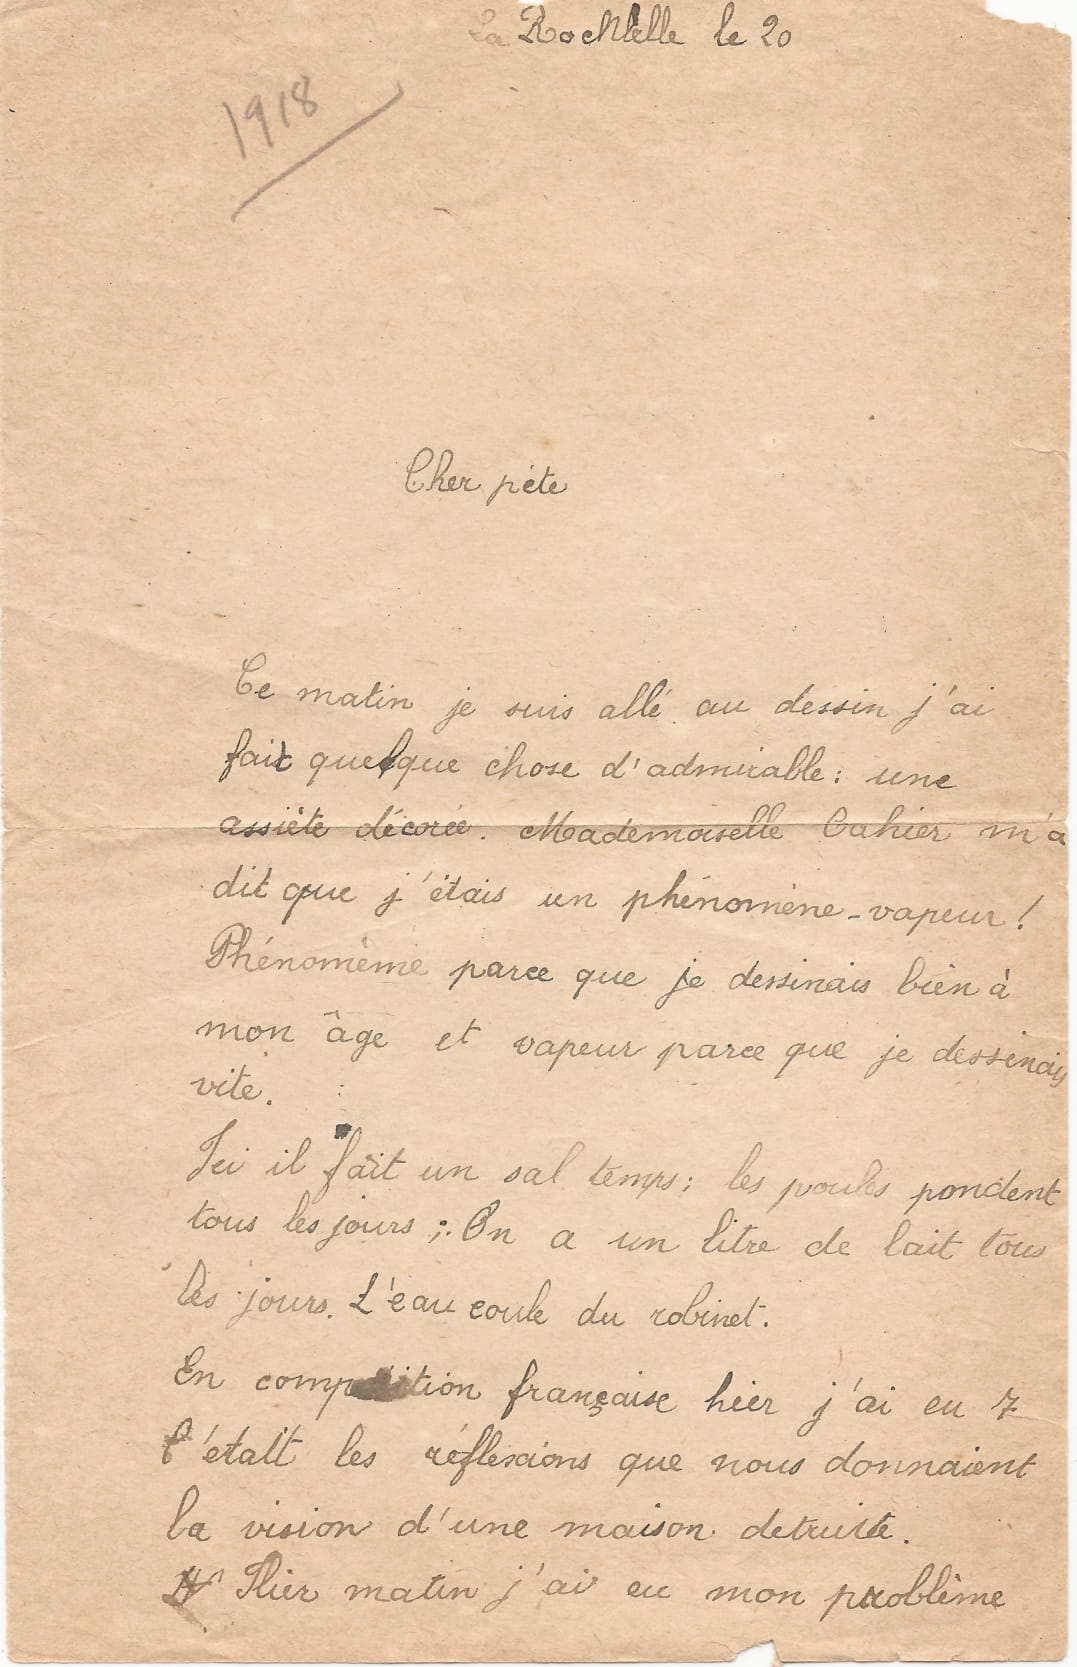 La Rochelle le 20
1918
Cher père
Ce matin je suis allé au dessin j'ai
fait quelque chose d'admirable : une
assiète décorée. Mademoiselle Cahier m'a
dit que j'étais un phénomène-vapeur !
Phénomème parce que je dessinais bien à
mon âge et vapeur parce que je dessinais
vite.
Ici il fait un sal temps ; les poules pondent
tous les jours ; On a un litre de lait tous
les jours. L'eau coule du robinet.
En composition française hier j'ai eu 7
C'était les réflexions que nous donnaient
la vision d'une maison detruite.
Hier matin j'ai eu mon problème